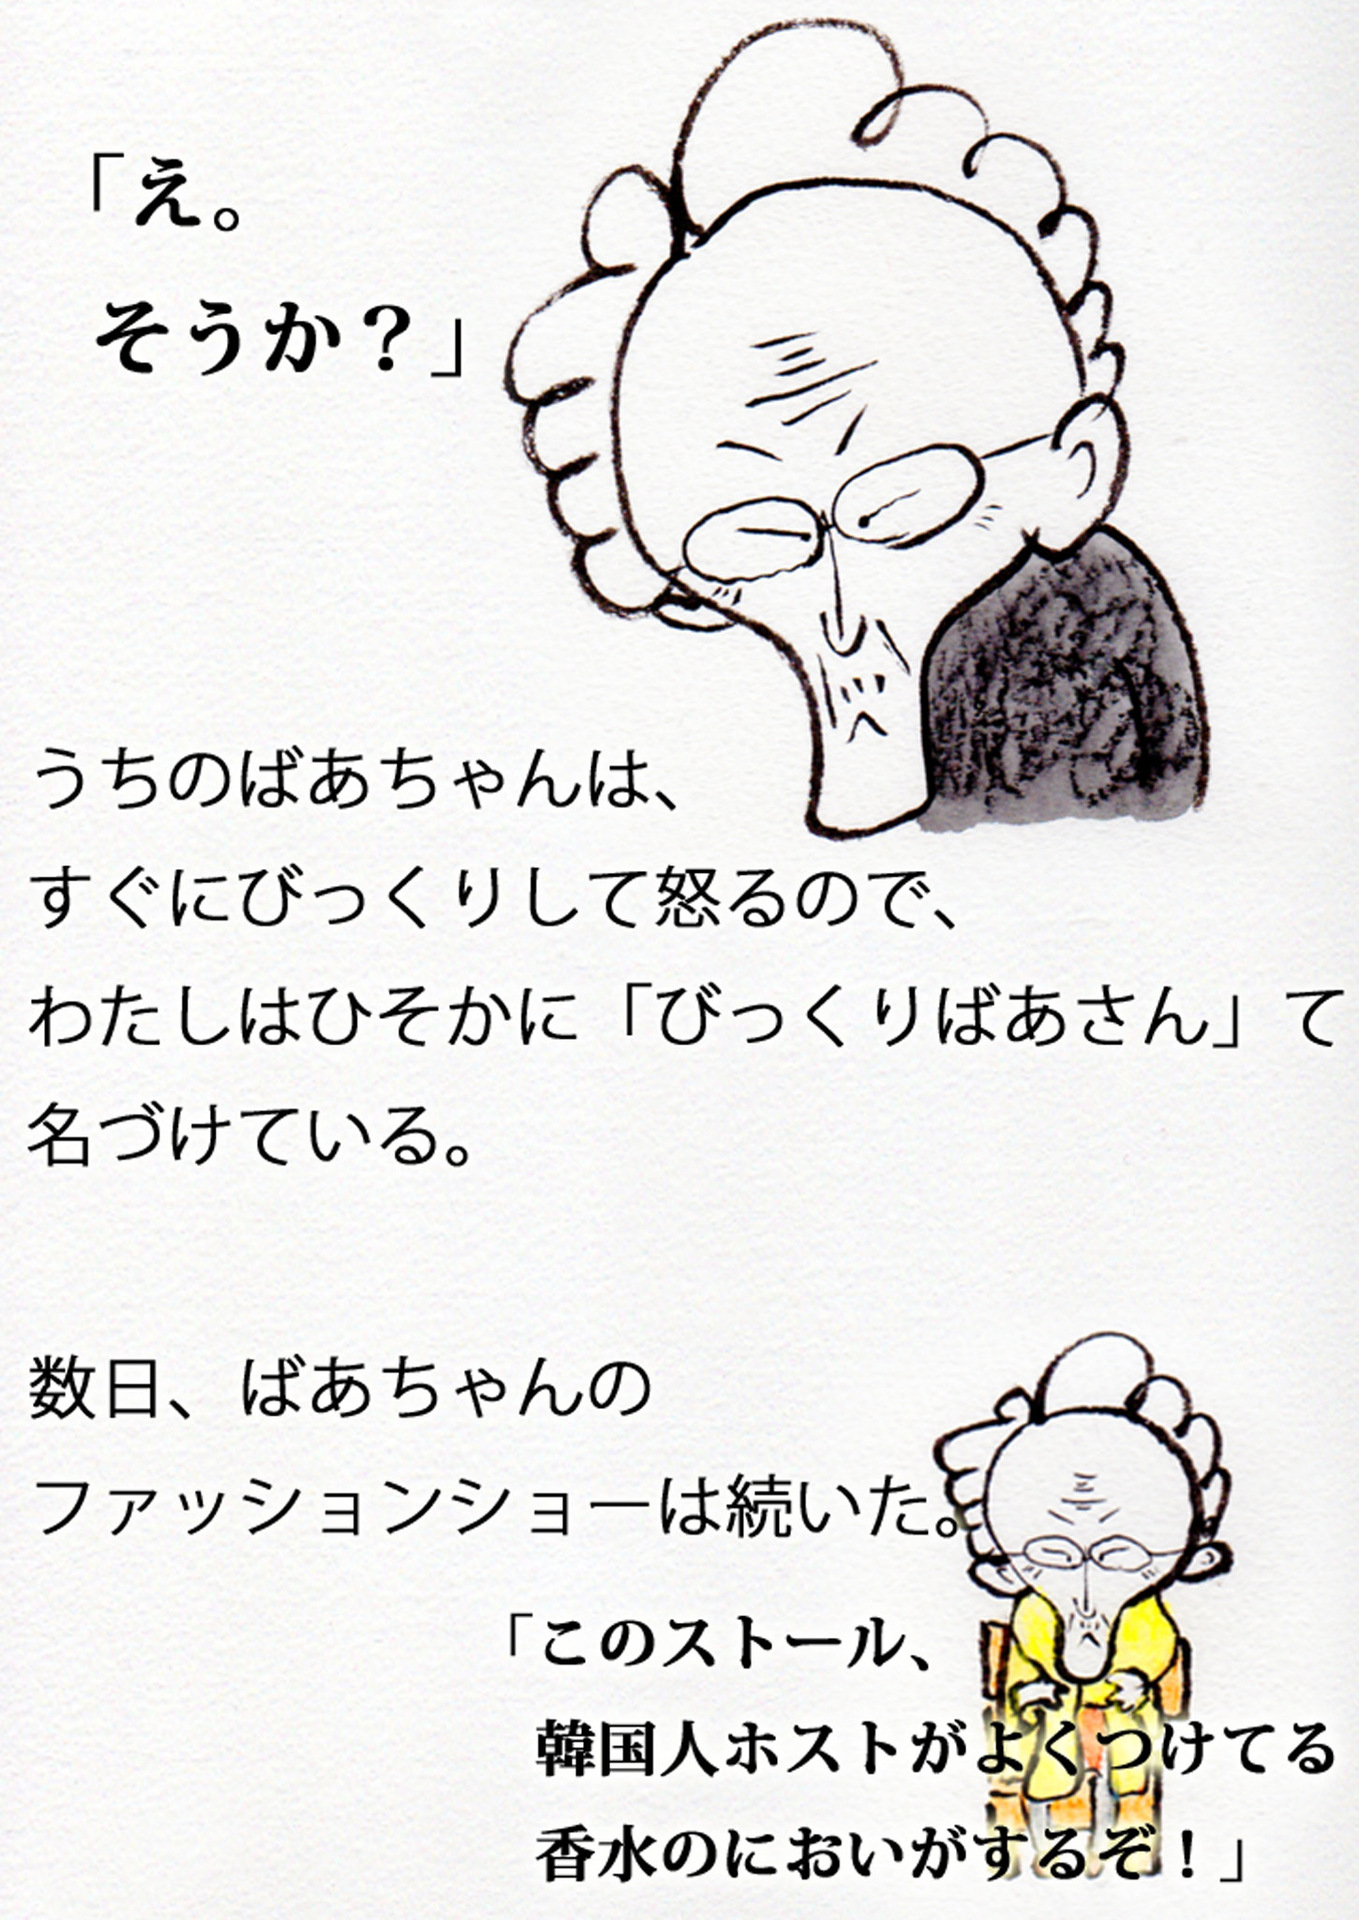 「え。
そうか？」
うちのばあちゃんは、
すぐにびっくりして怒るので、
わたしはひそかに「びっくりばあさん」て
名づけている。
数日、ばあちゃんの
ファッションショーは続いた。
「このストール、
韓国人ホストがよくつけてる
香水のにおいがするぞ！」